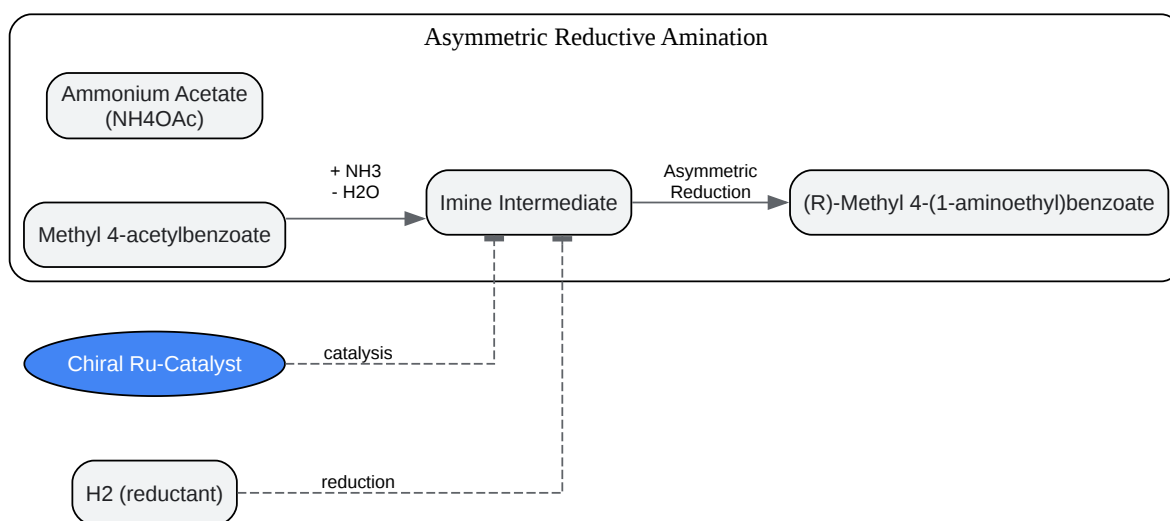 Asymmetric Reductive Amination
Ammonium Acetate
(NH4OAc)
Methyl 4-acetylbenzoate
+ NH3
- H2O
Imine Intermediate
Asymmetric
Reduction
(R)-Methyl 4-(1-aminoethyl)benzoate
Chiral Ru-Catalyst
catalysis
H2 (reductant)
reduction